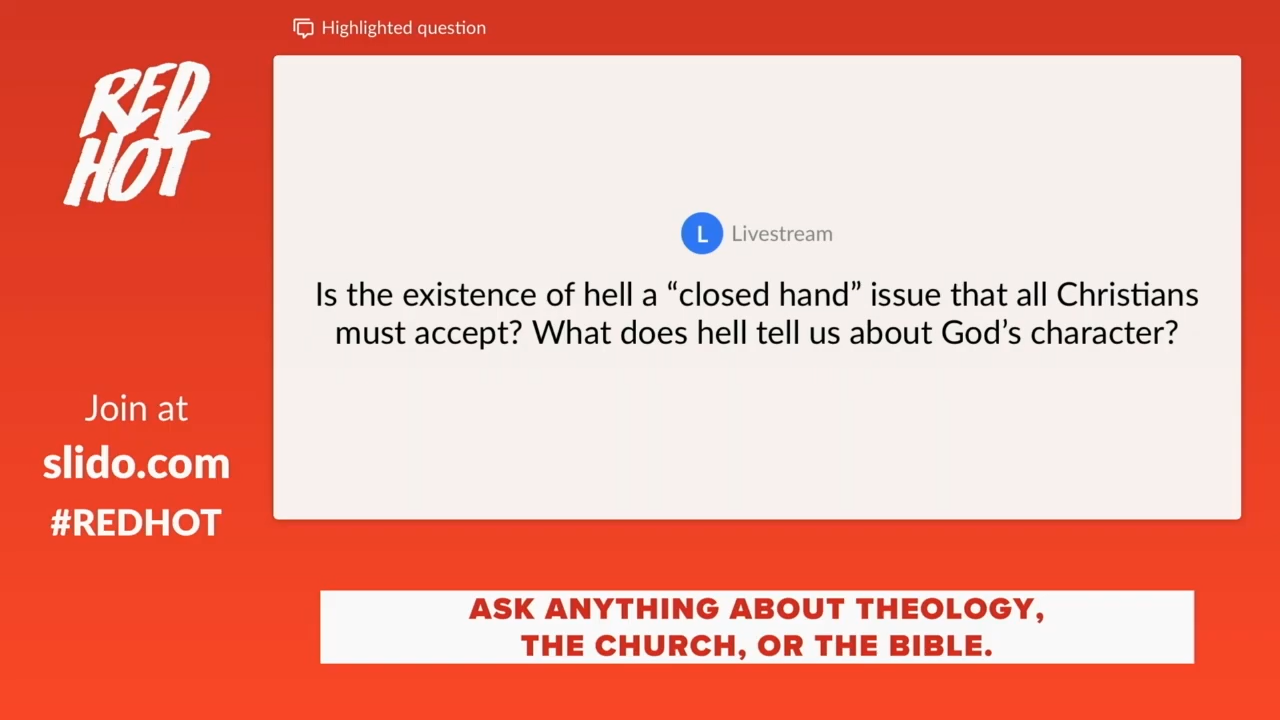 Highlighted question
RED
HOT
L Livestream
Is the existence of hell a “closed hand” issue that all Christians
must accept? What does hell tell us about God’s character?
Join at
slido.com
#REDHOT
ASK ANYTHING ABOUT THEOLOGY,
THE CHURCH, OR THE BIBLE.